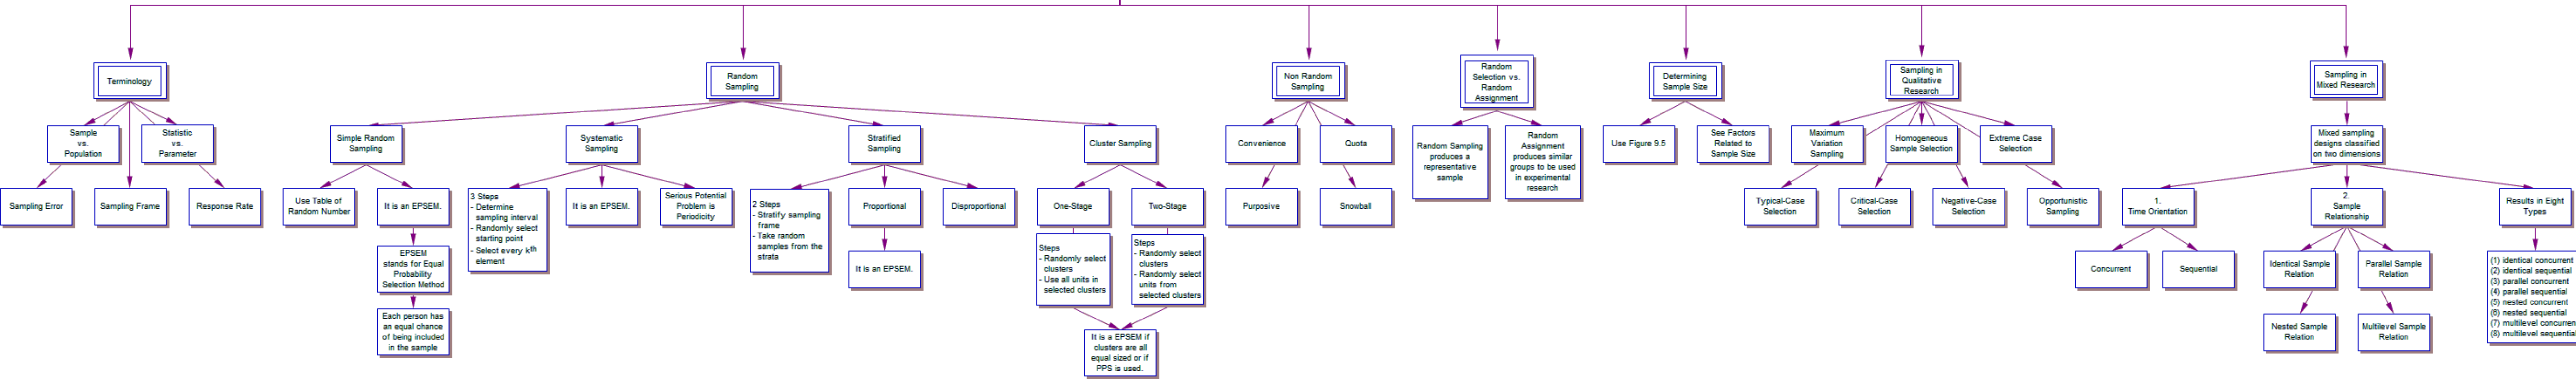 Terminology
Sample
vs.
Population
Statistic
vs.
Parameter
Sampling Error
Sampling Frame
Response Rate
Random
Sampling
Simple Random
Sampling
Use Table of
Random Number
It is an EPSEM.
EPSEM
stands for Equal
Probability
Selection Method
Each person has
an equal chance
of being included
in the sample
Systematic
Sampling
3 Steps
- Determine
sampling interval
- Randomly select
starting point
- Select every kth
element
It is an EPSEM.
Serious Potential
Problem is
Periodicity
Stratified
Sampling
2 Steps
- Stratify sampling
frame
- Take random
samples from the
strata
Proportional
It is an EPSEM.
Disproportional
Cluster Sampling
One-Stage
Steps
- Randomly select
clusters
- Use all units in
selected clusters
Two-Stage
Steps
- Randomly select
clusters
- Randomly select
units from
selected clusters
It is a EPSEM if
clusters are all
equal sized or if
PPS is used.
Non Random
Sampling
Convenience
Quota
Purposive
Snowball
Random
Selection vs.
Random
Assignment
Random Sampling
produces a
representative
sample
Random
Assignment
produces similar
groups to be used
in experimental
research
Determining
Sample Size
Use Figure 9.5
See Factors
Related to
Sample Size
Sampling in
Qualitative
Research
Maximum
Variation
Sampling
Homogeneous
Sample Selection
Extreme Case
Selection
Typical-Case
Selection
Critical-Case
Selection
Negative-Case
Selection
Opportunistic
Sampling
Sampling in
Mixed Research
Mixed sampling
designs classified
on two dimensions
1.
Time Orientation
Concurrent
Sequential
2.
Sample
Relationship
Identical Sample
Relation
Parallel Sample
Relation
Nested Sample
Relation
Multilevel Sample
Relation
Results in Eight
Types
(1) identical concurrent
(2) identical sequential
(3) parallel concurrent
(4) parallel sequential
(5) nested concurrent
(6) nested sequential
(7) multilevel concurren
(8) multilevel sequential